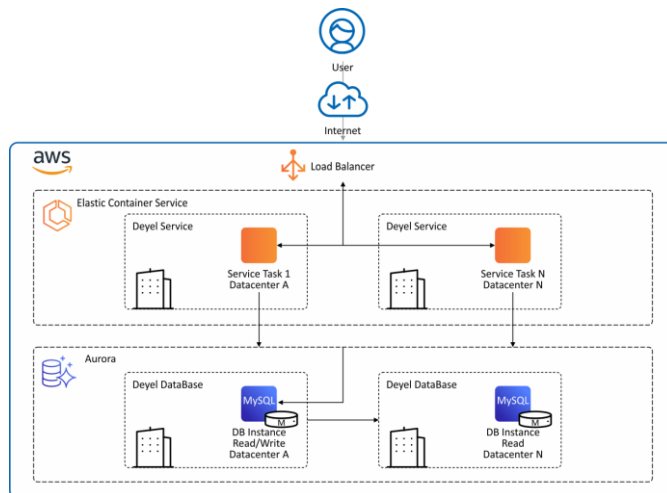 User
Internet
aws
Load Balancer
Elastic Container Service
Deyel Service
Deyel Service
Service Task 1
Datacenter A
Service Task N
Datacenter N
Aurora
Deyel DataBase
Deyel DataBase
MySQL
M
MySQL
M
DB Instance
Read/Write
Datacenter A
DB Instance
Read
Datacenter N